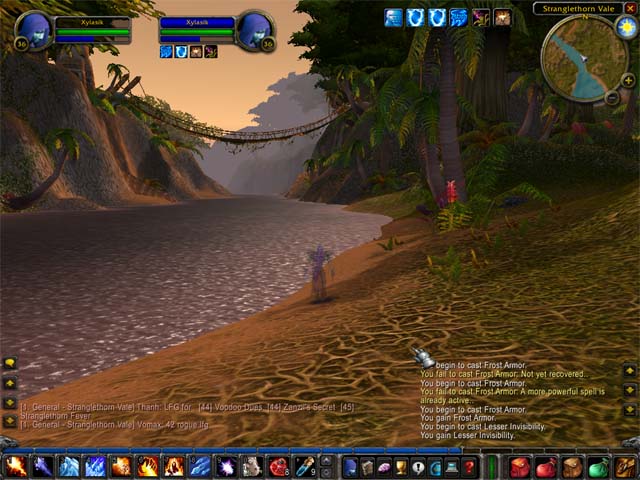 Xylasik
Xylasik
Stranglethorn Vale
N
36
36
[1. General - Stranglethorn Vale] Thanh: LFG for [44] Voodoo Dues [44] Zanzil's Secret [45]
Stranglethorn Fever
[1. General - Stranglethorn Vale] Vomax: 42 rogue lfg
begin to cast Frost Armor.
You fail to cast Frost Armor: Not yet recovered..
You begin to cast Frost Armor.
You fail to cast Frost Armor: A more powerful spell is
already active..
You begin to cast Frost Armor.
You gain Frost Armor.
You begin to cast Lesser Invisibility.
You gain Lesser Invisibility.
8
9